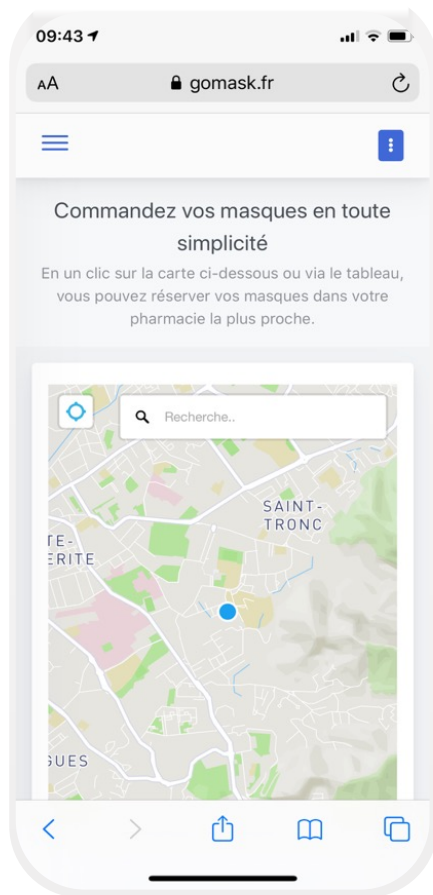 09:43
AA gomask.fr
Commandez vos masques en toute
simplicité
En un clic sur la carte ci-dessous ou via le tableau,
vous pouvez réserver vos masques dans votre
pharmacie la plus proche.
Recherche..
SAINT-
TRONC
TE-
ERITE
GUES